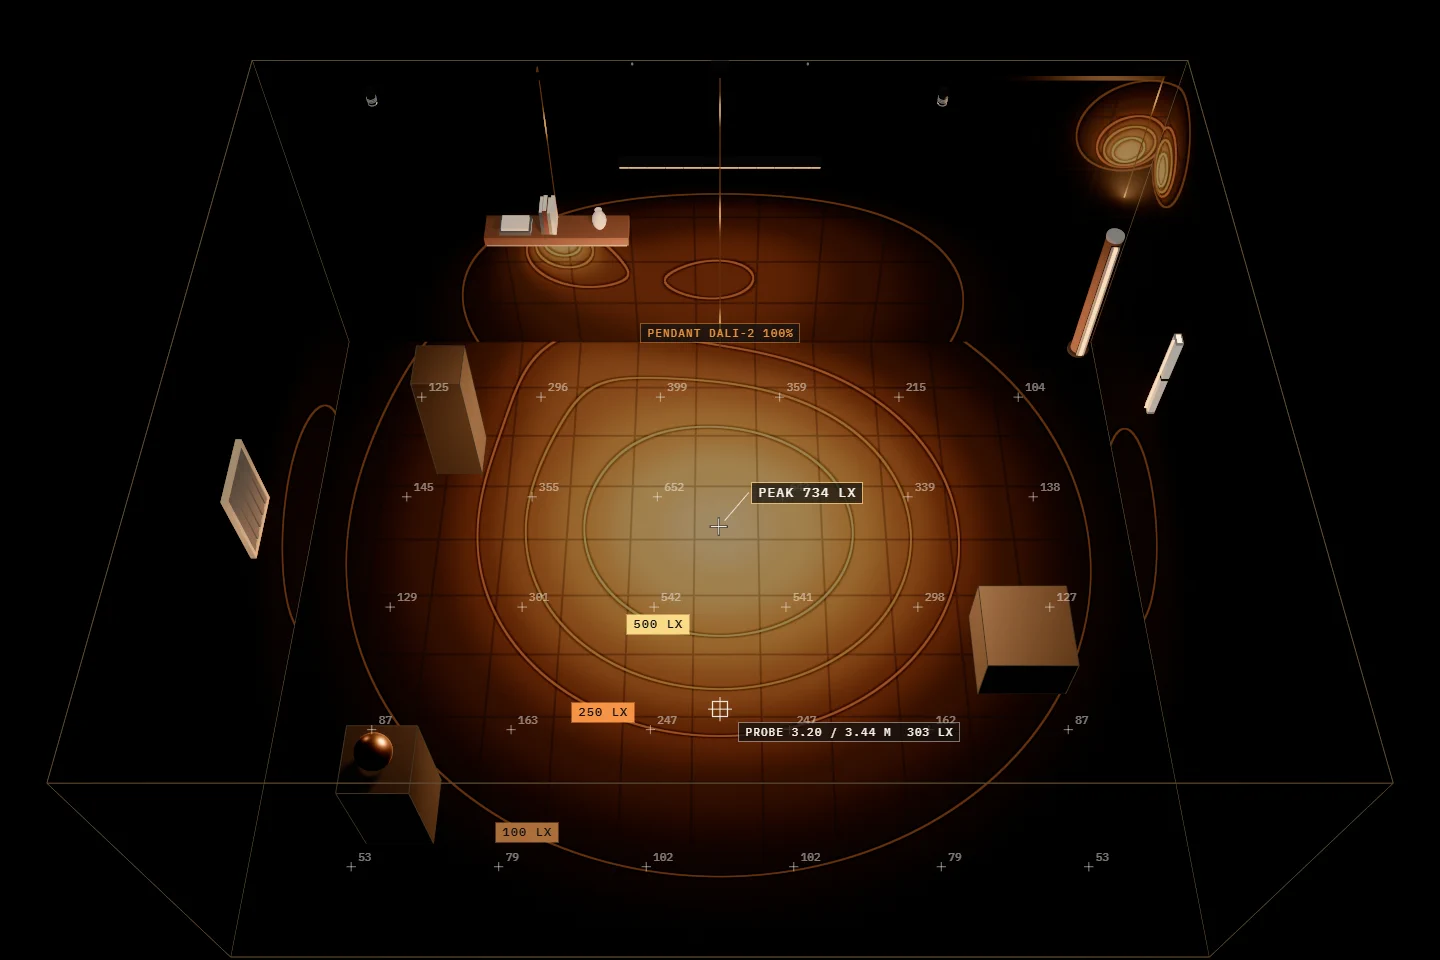 PENDANT DALI-2 100%
125 296 399 359 215 104
145 355 652 339 138
PEAK 734 LX
129 301 542 541 298 127
500 LX
250 LX
87 163 247 247 162 87
PROBE 3.20 / 3.44 M 303 LX
100 LX
53 79 102 102 79 53